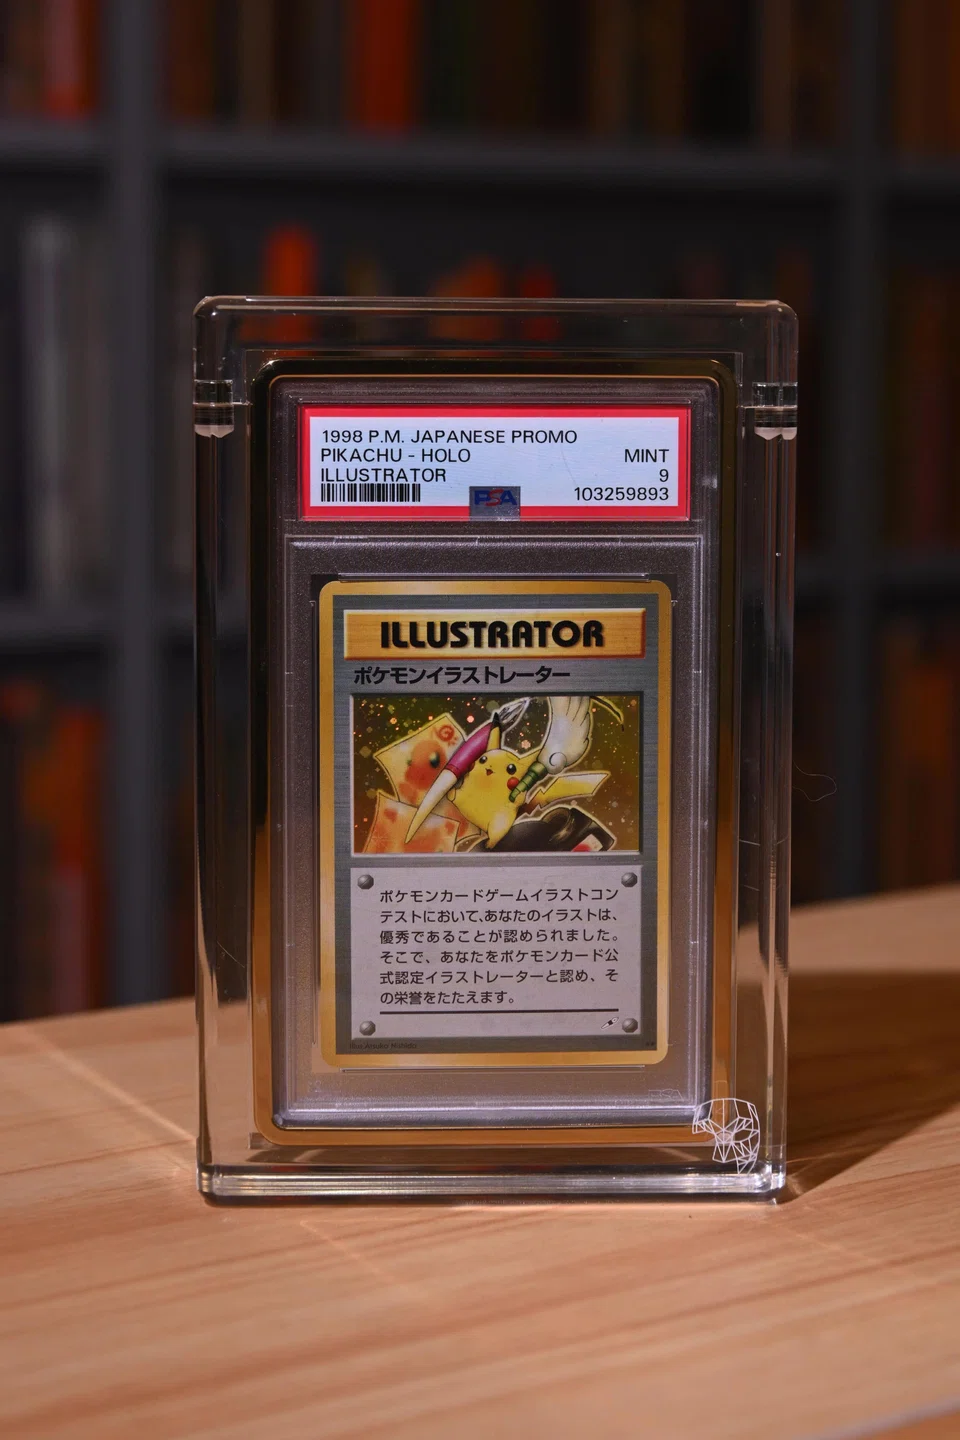 1998 P.M. JAPANESE PROMO
PIKACHU - HOLO MINT
ILLUSTRATOR 9
103259893
PSA
ILLUSTRATOR
ポケモンイラストレーター
ポケモンカードゲームイラストコン
テストにおいて、あなたのイラストは、
優秀であることが認められました。
そこで、あなたをポケモンカード公
式認定イラストレーターと認め、そ
の栄誉をたたえます。
Illus. Atsuko Nishida
PSA